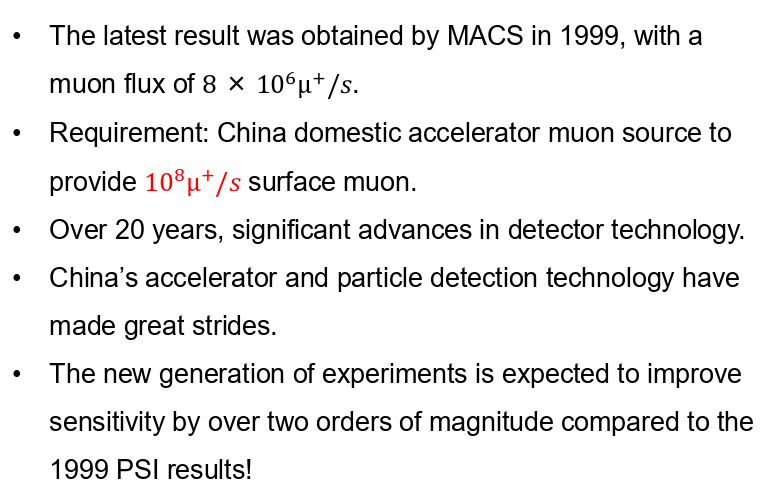 • The latest result was obtained by MACS in 1999, with a
muon flux of 8 × 10⁶μ⁺/s.
• Requirement: China domestic accelerator muon source to
provide 10⁸μ⁺/s surface muon.
• Over 20 years, significant advances in detector technology.
• China’s accelerator and particle detection technology have
made great strides.
• The new generation of experiments is expected to improve
sensitivity by over two orders of magnitude compared to the
1999 PSI results!